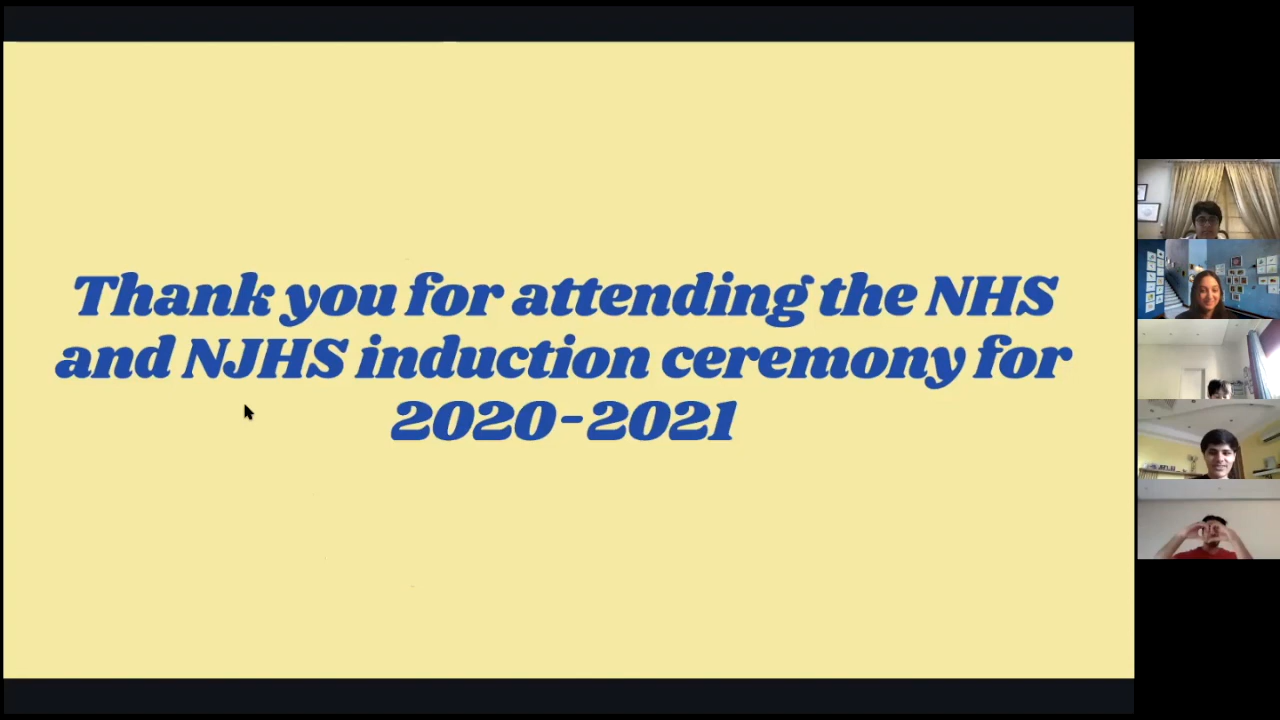 Thank you for attending the NHS
and NJHS induction ceremony for
2020-2021